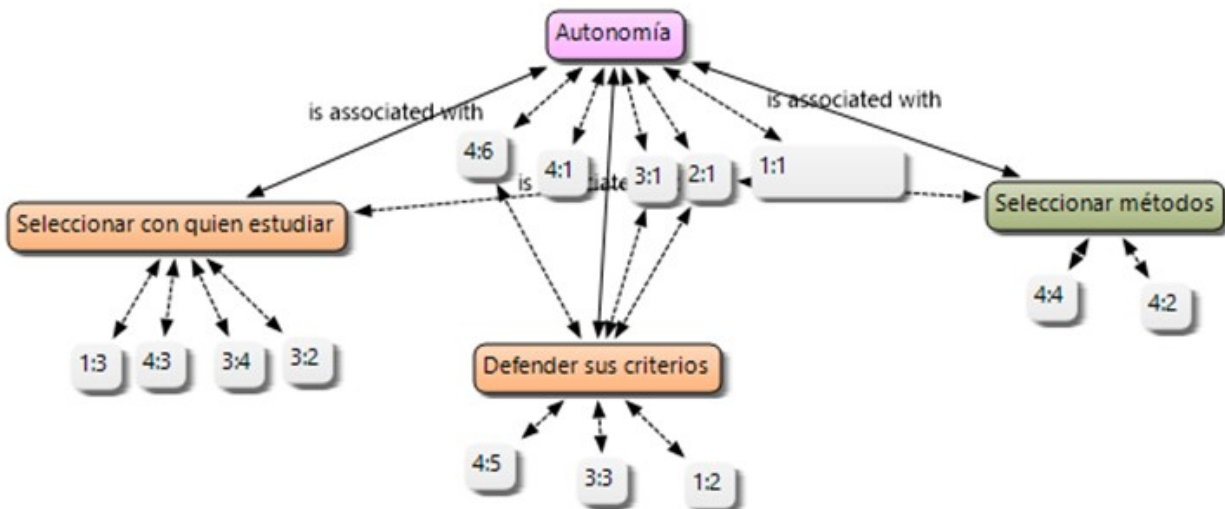 Autonomía
is associated with
is associated with
4:6
4:1
3:1
2:1
1:1
is
Seleccionar con quien estudiar
Seleccionar métodos
4:4
4:2
1:3
4:3
3:4
3:2
Defender sus criterios
4:5
3:3
1:2